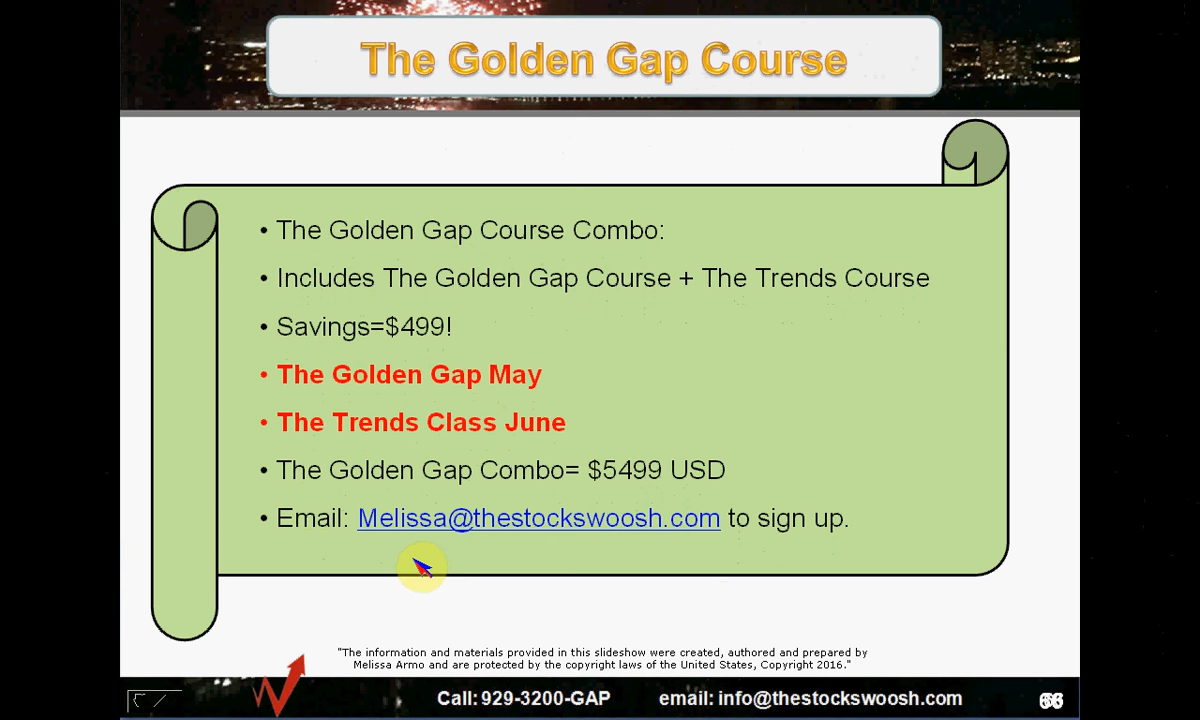 The Golden Gap Course
• The Golden Gap Course Combo:
• Includes The Golden Gap Course + The Trends Course
• Savings=$499!
• The Golden Gap May
• The Trends Class June
• The Golden Gap Combo= $5499 USD
• Email: Melissa@thestockswoosh.com to sign up.
"The information and materials provided in this slideshow were created, authored and prepared by
Melissa Armo and are protected by the copyright laws of the United States, Copyright 2016."
Call: 929-3200-GAP email: info@thestockswoosh.com